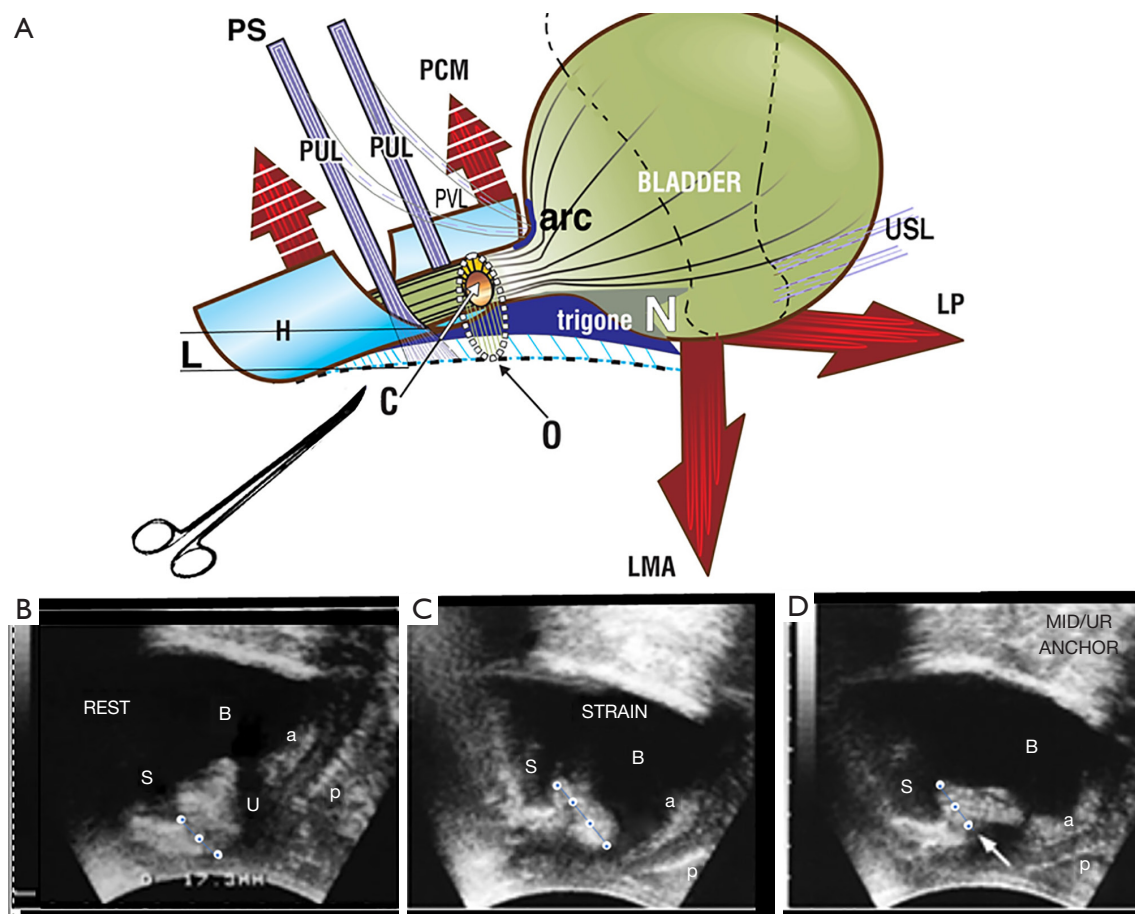 A
PS
PCM
PUL
PUL
PVL
arc
BLADDER
USL
H
L
trigone N
LP
C
O
LMA
B
REST
B
a
S
p
U
17.3MM
C
STRAIN
B
S
a
p
D
MID/UR
ANCHOR
B
S
a
p